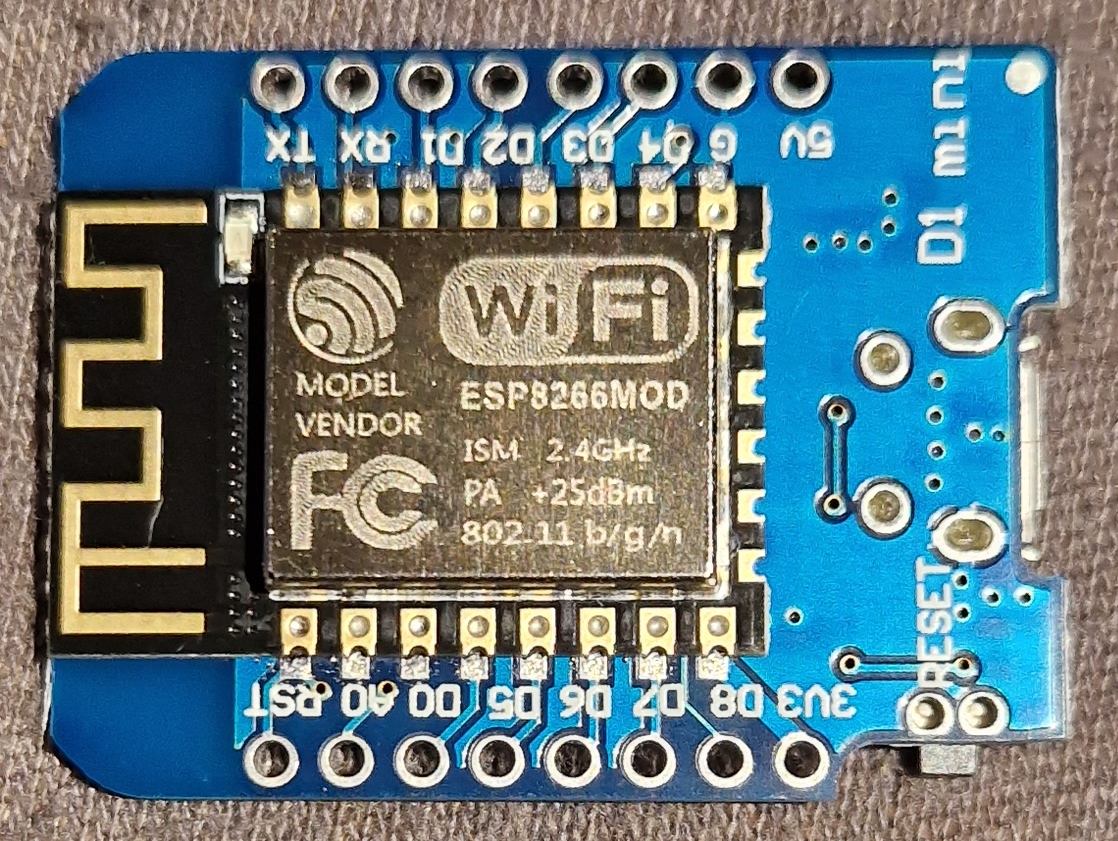 TX RX D1 D2 D3 D4 G 5V
D1 mini
WiFi
MODEL
VENDOR
ESP8266MOD
ISM 2.4GHz
PA +25dBm
802.11 b/g/n
FC
RESET
RST A0 D0 D5 D6 D7 D8 3V3